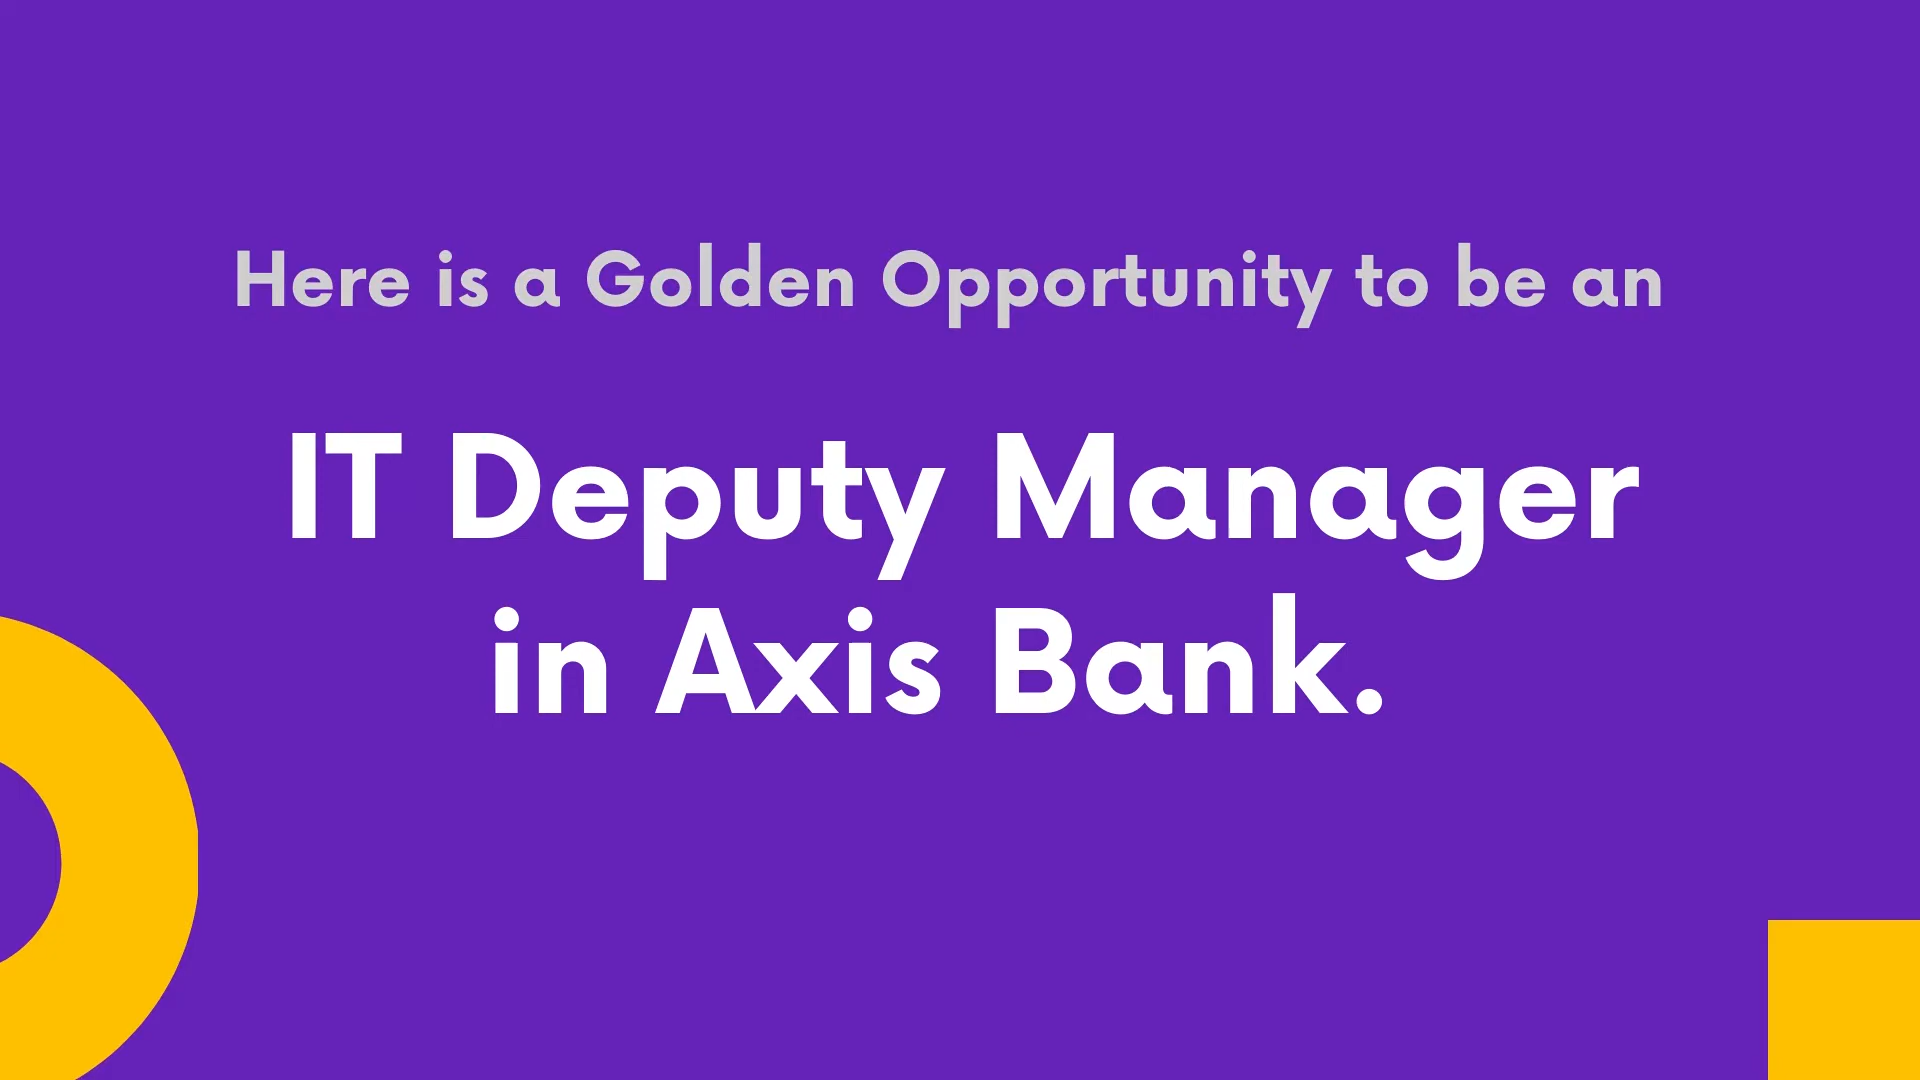 Here is a Golden Opportunity to be an
IT Deputy Manager
in Axis Bank.